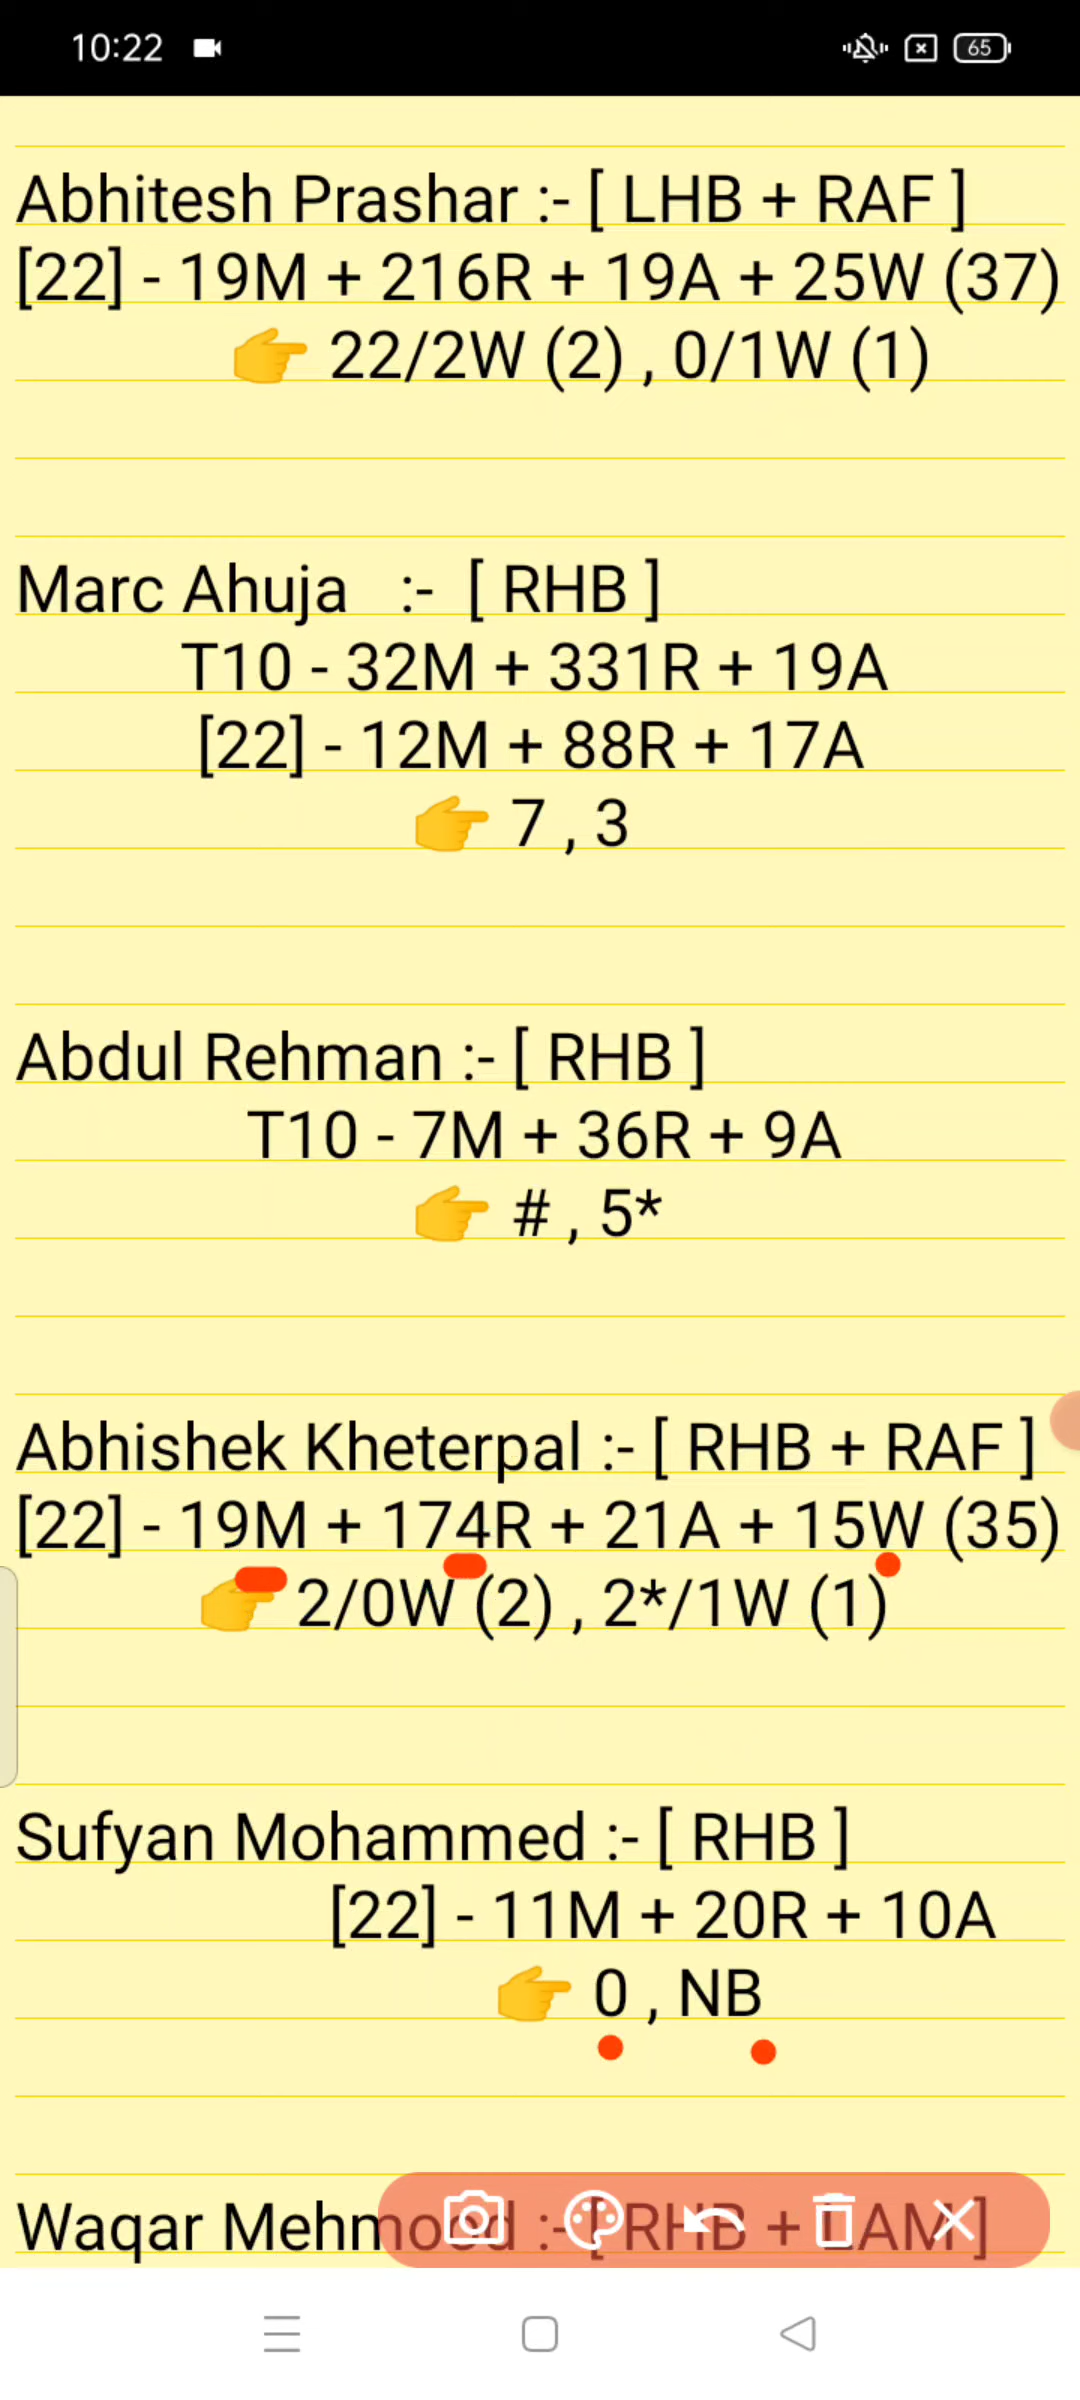 10:22
65
Abhitesh Prashar :- [ LHB + RAF ]
[22] - 19M + 216R + 19A + 25W (37)
👉 22/2W (2) , 0/1W (1)
Marc Ahuja :- [ RHB ]
T10 - 32M + 331R + 19A
[22] - 12M + 88R + 17A
👉 7 , 3
Abdul Rehman :- [ RHB ]
T10 - 7M + 36R + 9A
👉 # , 5*
Abhishek Kheterpal :- [ RHB + RAF ]
[22] - 19M + 174R + 21A + 15W (35)
👉 2/0W (2) , 2*/1W (1)
Sufyan Mohammed :- [ RHB ]
[22] - 11M + 20R + 10A
👉 0 , NB
Waqar Mehmood :- [ RHB + LAM ]